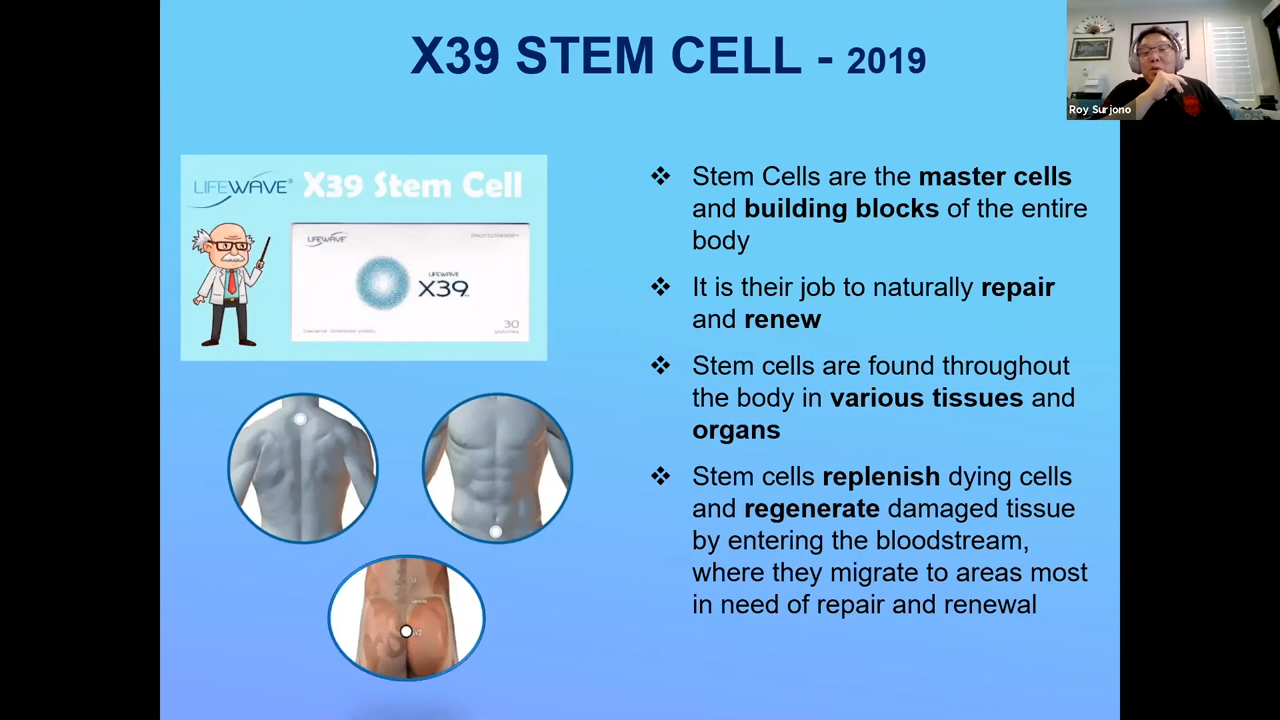 X39 STEM CELL - 2019
Roy Surjono
LIFEWAVE® X39 Stem Cell
LIFEWAVE
PHOTOTHERAPY
LIFEWAVE
X39
30
patches
❖ Stem Cells are the master cells
and building blocks of the entire
body
❖ It is their job to naturally repair
and renew
❖ Stem cells are found throughout
the body in various tissues and
organs
❖ Stem cells replenish dying cells
and regenerate damaged tissue
by entering the bloodstream,
where they migrate to areas most
in need of repair and renewal